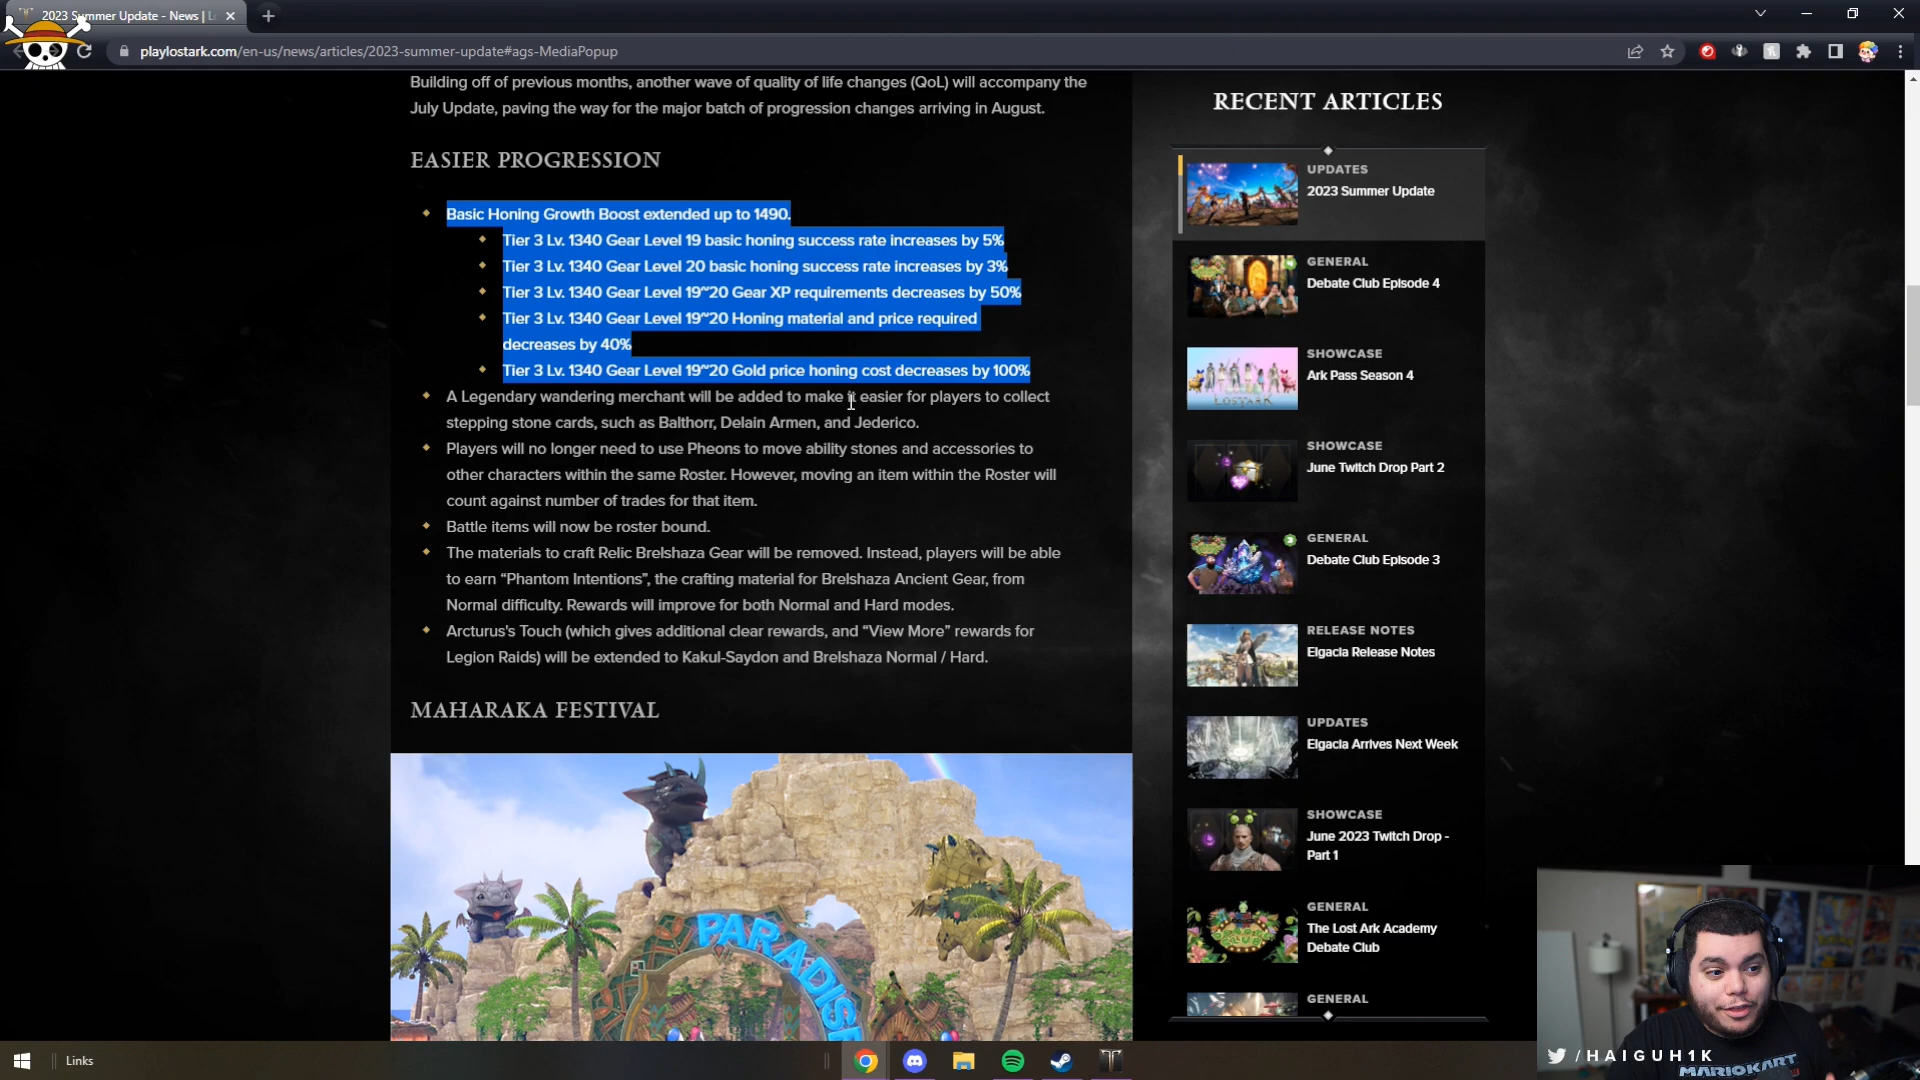 2023 Summer Update - News |
playlostark.com/en-us/news/articles/2023-summer-update#ags-MediaPopup
Building off of previous months, another wave of quality of life changes (QoL) will accompany the
July Update, paving the way for the major batch of progression changes arriving in August.
EASIER PROGRESSION
Basic Honing Growth Boost extended up to 1490.
Tier 3 Lv. 1340 Gear Level 19 basic honing success rate increases by 5%
Tier 3 Lv. 1340 Gear Level 20 basic honing success rate increases by 3%
Tier 3 Lv. 1340 Gear Level 19~20 Gear XP requirements decreases by 50%
Tier 3 Lv. 1340 Gear Level 19~20 Honing material and price required
decreases by 40%
Tier 3 Lv. 1340 Gear Level 19~20 Gold price honing cost decreases by 100%
A Legendary wandering merchant will be added to make it easier for players to collect
stepping stone cards, such as Balthorr, Delain Armen, and Jederico.
Players will no longer need to use Pheons to move ability stones and accessories to
other characters within the same Roster. However, moving an item within the Roster will
count against number of trades for that item.
Battle items will now be roster bound.
The materials to craft Relic Brelshaza Gear will be removed. Instead, players will be able
to earn “Phantom Intentions”, the crafting material for Brelshaza Ancient Gear, from
Normal difficulty. Rewards will improve for both Normal and Hard modes.
Arcturus's Touch (which gives additional clear rewards, and “View More” rewards for
Legion Raids) will be extended to Kakul-Saydon and Brelshaza Normal / Hard.
MAHARAKA FESTIVAL
PARADISE
RECENT ARTICLES
UPDATES
2023 Summer Update
GENERAL
Debate Club Episode 4
SHOWCASE
Ark Pass Season 4
LOST ARK
SHOWCASE
June Twitch Drop Part 2
GENERAL
Debate Club Episode 3
RELEASE NOTES
Elgacia Release Notes
UPDATES
Elgacia Arrives Next Week
SHOWCASE
June 2023 Twitch Drop -
Part 1
GENERAL
The Lost Ark Academy
Debate Club
GENERAL
/HAIGUH1K
MARIOKART
Links